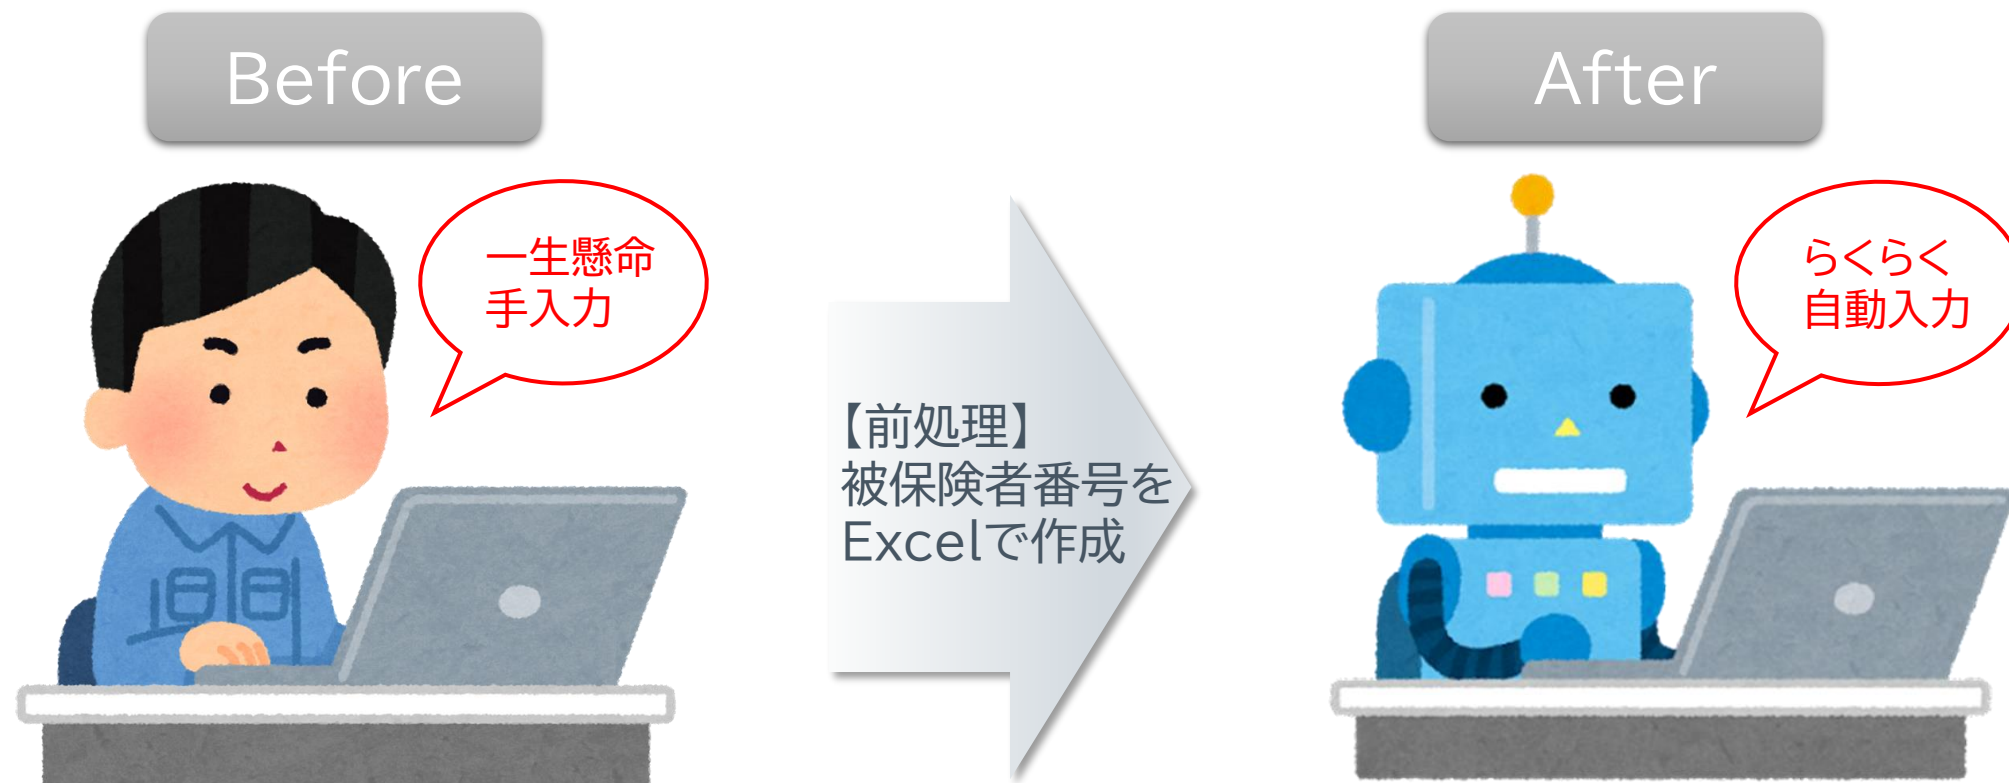 Before
After
一生懸命
手入力
【前処理】
被保険者番号を
Excelで作成
らくらく
自動入力